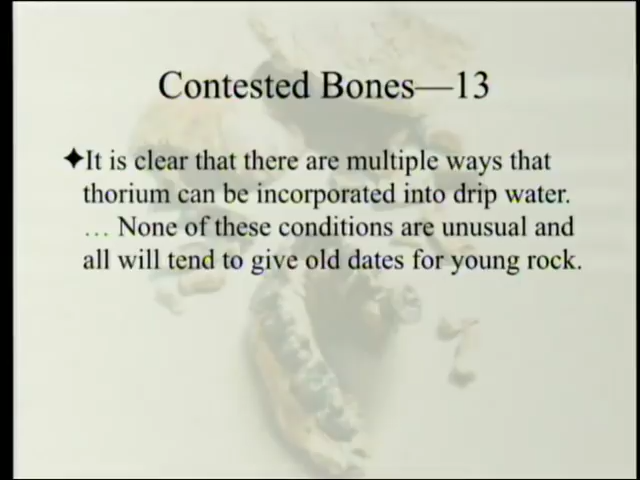 Contested Bones—13
✦It is clear that there are multiple ways that
thorium can be incorporated into drip water.
… None of these conditions are unusual and
all will tend to give old dates for young rock.